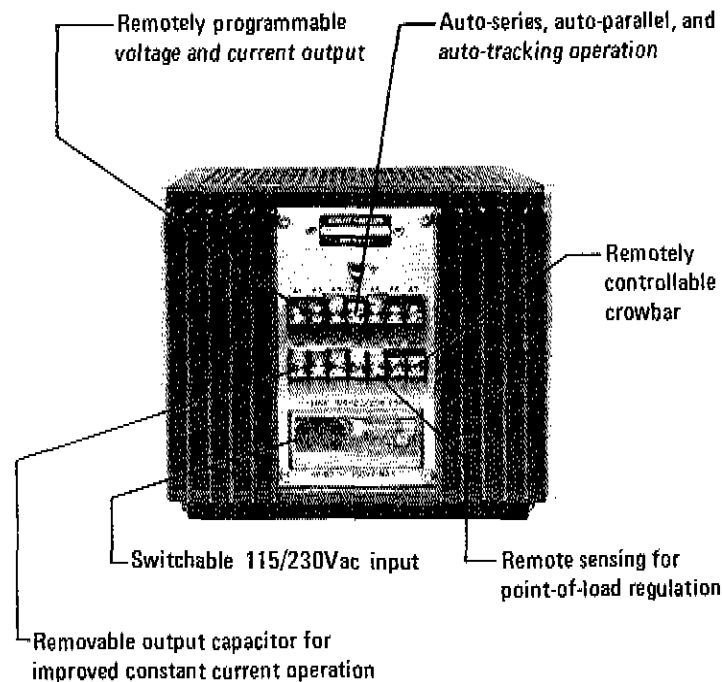 Remotely programmable
voltage and current output
Auto-series, auto-parallel, and
auto-tracking operation
Remotely
controllable
crowbar
Switchable 115/230Vac input
Remote sensing for
point-of-load regulation
Removable output capacitor for
improved constant current operation